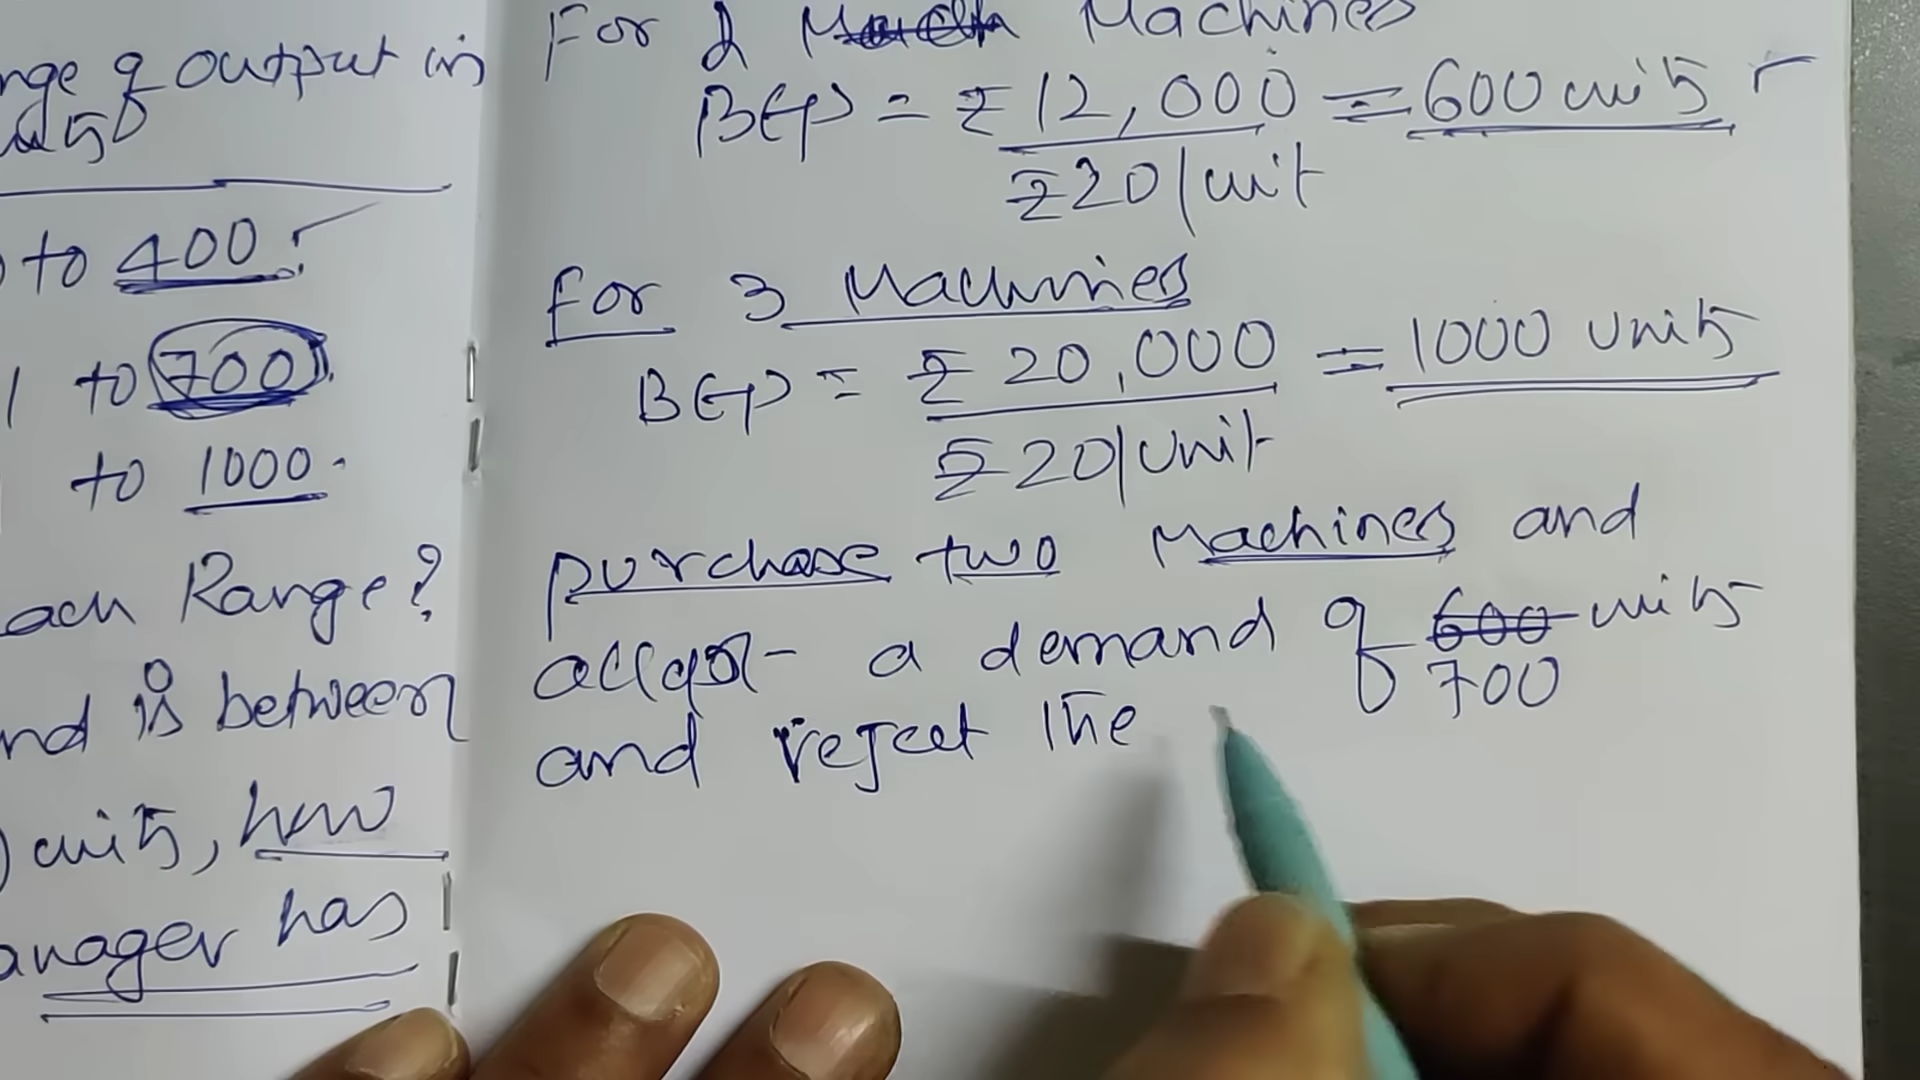 nge of output in
units
to 400
1 to 700
to 1000
each Range?
nd is between
units, how
anager has
For 2 Machines
BEP = ₹12,000 = 600 units
₹20/unit
For 3 Machines
BEP = ₹20,000 = 1000 units
₹20/unit
purchase two Machines and
accept a demand of 600 units
700
and reject the